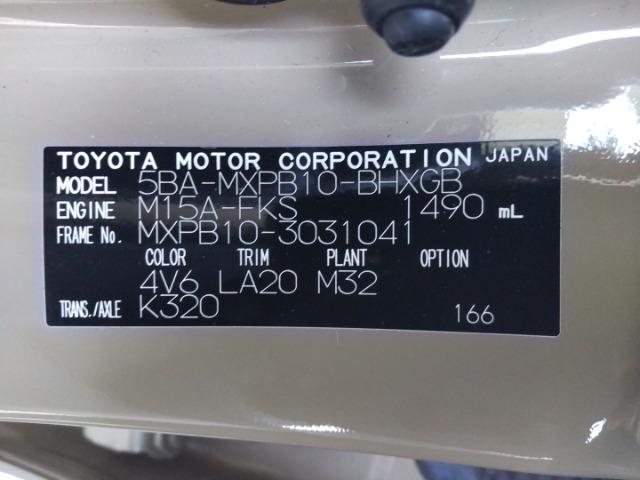 TOYOTA MOTOR CORPORATION JAPAN
MODEL 5BA-MXPB10-BHXGB
ENGINE M15A-FKS 1490 mL
FRAME No. MXPB10-3031041
COLOR TRIM PLANT OPTION
4V6 LA20 M32
TRANS./AXLE K320 166